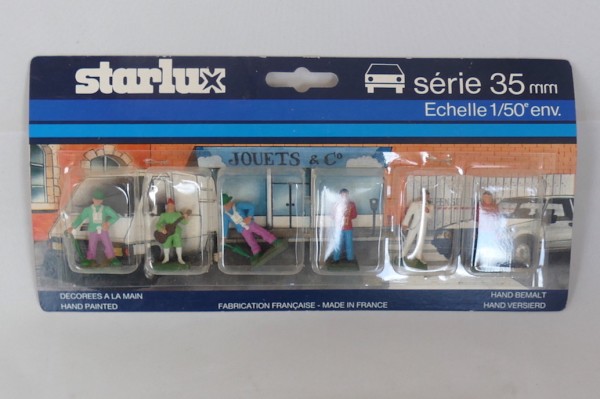 starlux
série 35 mm
Echelle 1/50e env.
JOUETS & Co
DECOREES A LA MAIN
HAND PAINTED
FABRICATION FRANÇAISE - MADE IN FRANCE
HAND BEMALT
HAND VERSIERD